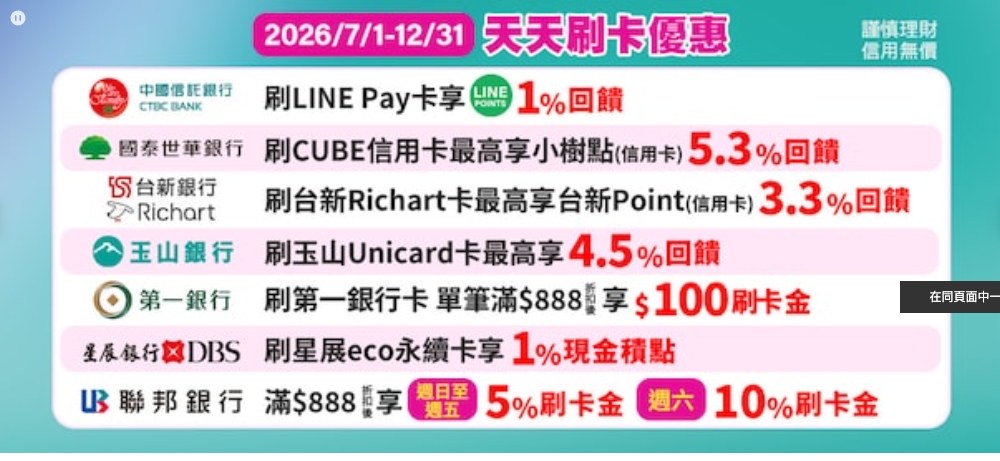 2026/7/1-12/31 天天刷卡優惠
謹慎理財
信用無價
中國信託銀行
CTBC BANK
刷LINE Pay卡享 LINE POINTS 1%回饋
國泰世華銀行 刷CUBE信用卡最高享小樹點(信用卡) 5.3%回饋
台新銀行
Richart
刷台新Richart卡最高享台新Point(信用卡) 3.3%回饋
玉山銀行 刷玉山Unicard卡最高享 4.5%回饋
第一銀行 刷第一銀行卡 單筆滿$888折扣後 享 $100刷卡金
在同頁面中一
星展銀行 DBS 刷星展eco永續卡享 1%現金積點
聯邦銀行 滿$888折扣後享 週日至週五 5%刷卡金 週六 10%刷卡金